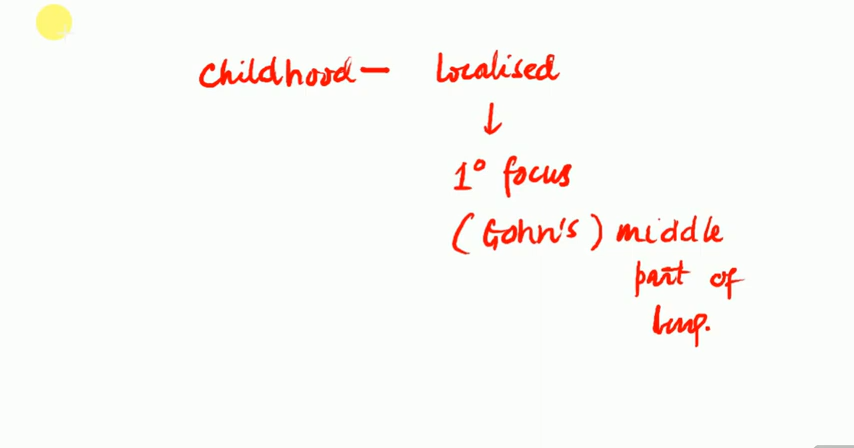 Childhood – Localised
↓
1° focus
(Gohn's) middle
part of
lung.